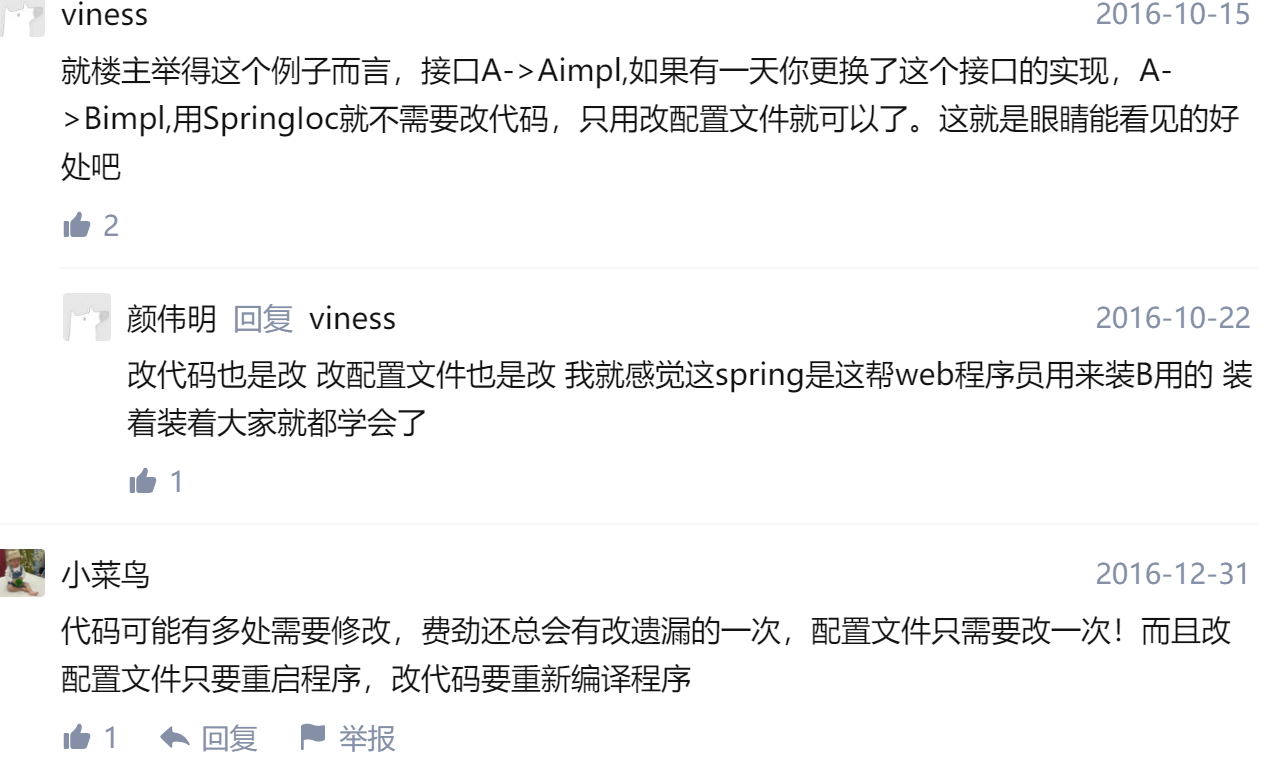 viness 2016-10-15
就楼主举得这个例子而言，接口A->Aimpl,如果有一天你更换了这个接口的实现，A-
>Bimpl,用SpringIoc就不需要改代码，只用改配置文件就可以了。这就是眼睛能看见的好
处吧
2
颜伟明 回复 viness 2016-10-22
改代码也是改 改配置文件也是改 我就感觉这spring是这帮web程序员用来装B用的 装
着装着大家就都学会了
1
小菜鸟 2016-12-31
代码可能有多处需要修改，费劲还总会有改遗漏的一次，配置文件只需要改一次！而且改
配置文件只要重启程序，改代码要重新编译程序
1 回复 举报